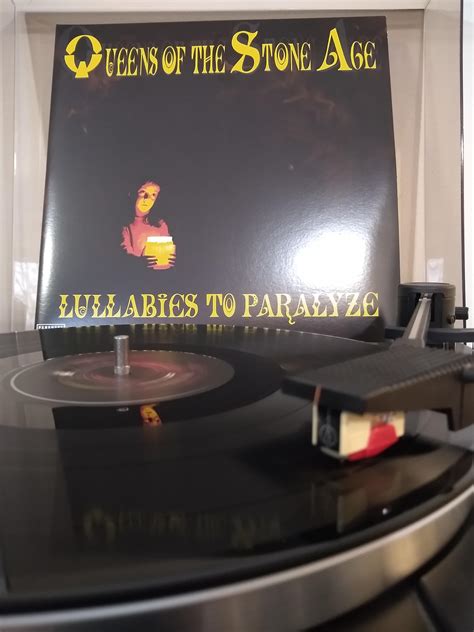 Queens of the Stone Age
Lullabies to Paralyze